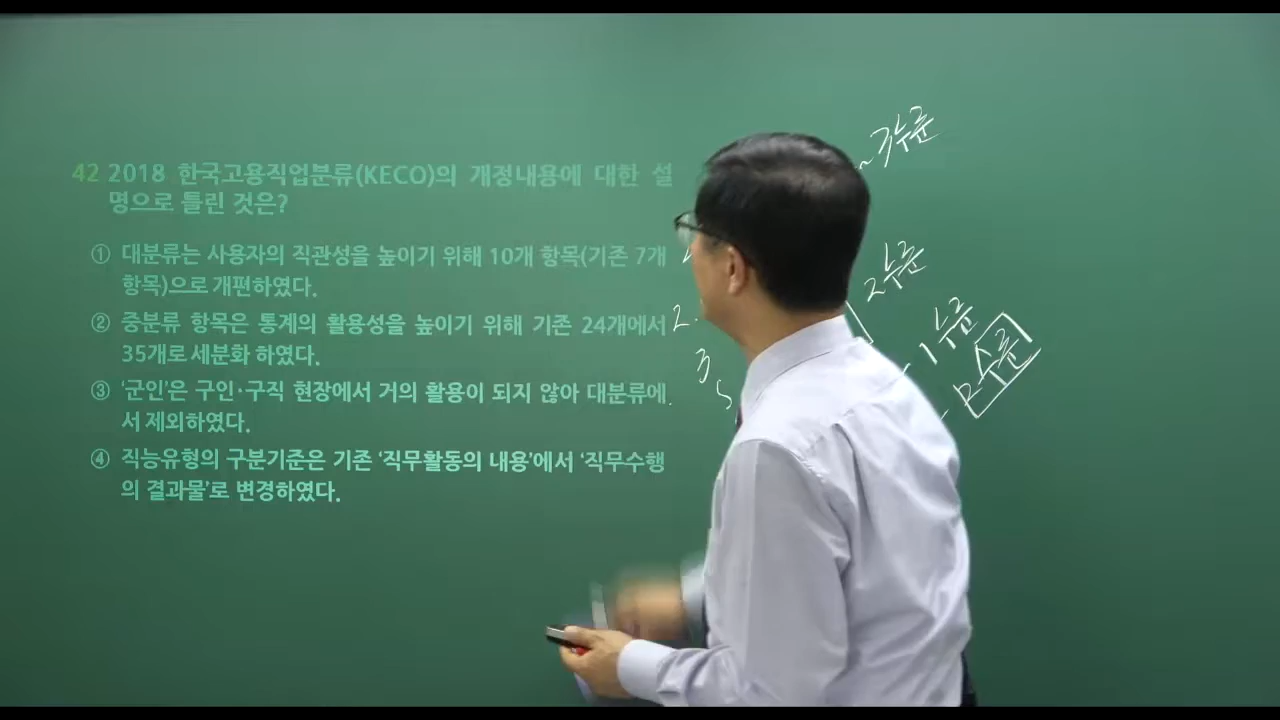 42 2018 한국고용직업분류(KECO)의 개정내용에 대한 설
명으로 틀린 것은?
① 대분류는 사용자의 직관성을 높이기 위해 10개 항목(기존 7개
항목)으로 개편하였다.
② 중분류 항목은 통계의 활용성을 높이기 위해 기존 24개에서
35개로 세분화 하였다.
③ '군인'은 구인·구직 현장에서 거의 활용이 되지 않아 대분류에
서 제외하였다.
④ 직능유형의 구분기준은 기존 '직무활동의 내용'에서 '직무수행
의 결과물'로 변경하였다.
~ 3수준
2수준
2.
- 1수준
3
수준